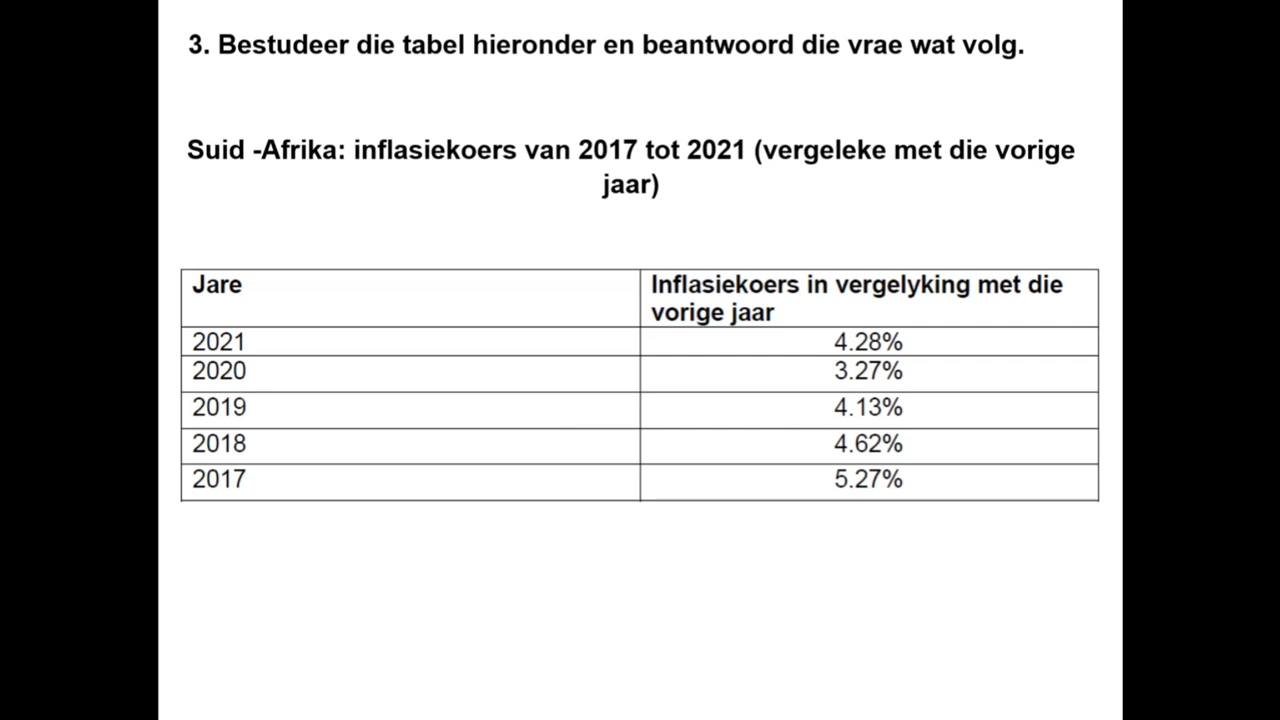 3. Bestudeer die tabel hieronder en beantwoord die vrae wat volg.
Suid -Afrika: inflasiekoers van 2017 tot 2021 (vergeleke met die vorige
jaar)
Jare
Inflasiekoers in vergelyking met die
vorige jaar
2021 4.28%
2020 3.27%
2019 4.13%
2018 4.62%
2017 5.27%